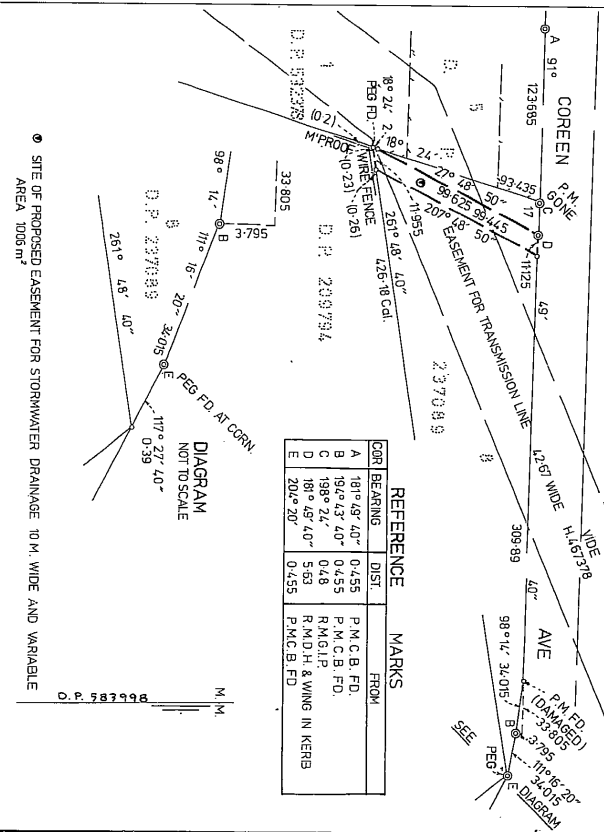 A
91°
123·685
COREEN
P.M.
GONE
C
17
D
11·125
49'
309·89
40"
AVE
42·67 WIDE
VIDE
H.467378
EASEMENT FOR TRANSMISSION LINE
D.
5
P
237089
8
1
D.P. 592378
18° 24'
PEG FD.
(0·2)
M'PROOF
WIRE FENCE
(0·23)
(0·26)
18° 24'
93·435
27° 48' 50"
99·625
99·445
207° 48' 50"
11·955
261° 48' 40"
426·18 Cal.
D.P. 209794
P.M. FD.
(DAMAGED)
33·805
3·795
98° 14' 34·015
B
111° 16' 20"
34·015
E
PEG
SEE
DIAGRAM
33·805
3·795
98° 14'
B
111° 16' 20" 34·015
E
PEG FD. AT CORN.
117° 27' 40"
0·39
261° 48' 40"
8
D.P. 237089
DIAGRAM
NOT TO SCALE
REFERENCE MARKS
COR BEARING DIST. FROM
A 181° 49' 40" 0·455 P.M.C.B. FD.
B 194° 43' 40" 0·455 P.M.C.B. FD.
C 198° 24' 0·48 R.M.G.I.P.
D 181° 49' 40" 5·63 R.M.D.H. & WING IN KERB
E 204° 20' 0·455 P.M.C.B. FD
SITE OF PROPOSED EASEMENT FOR STORMWATER DRAINAGE 10 M. WIDE AND VARIABLE
AREA 1006 m²
M.M.
D.P. 583998